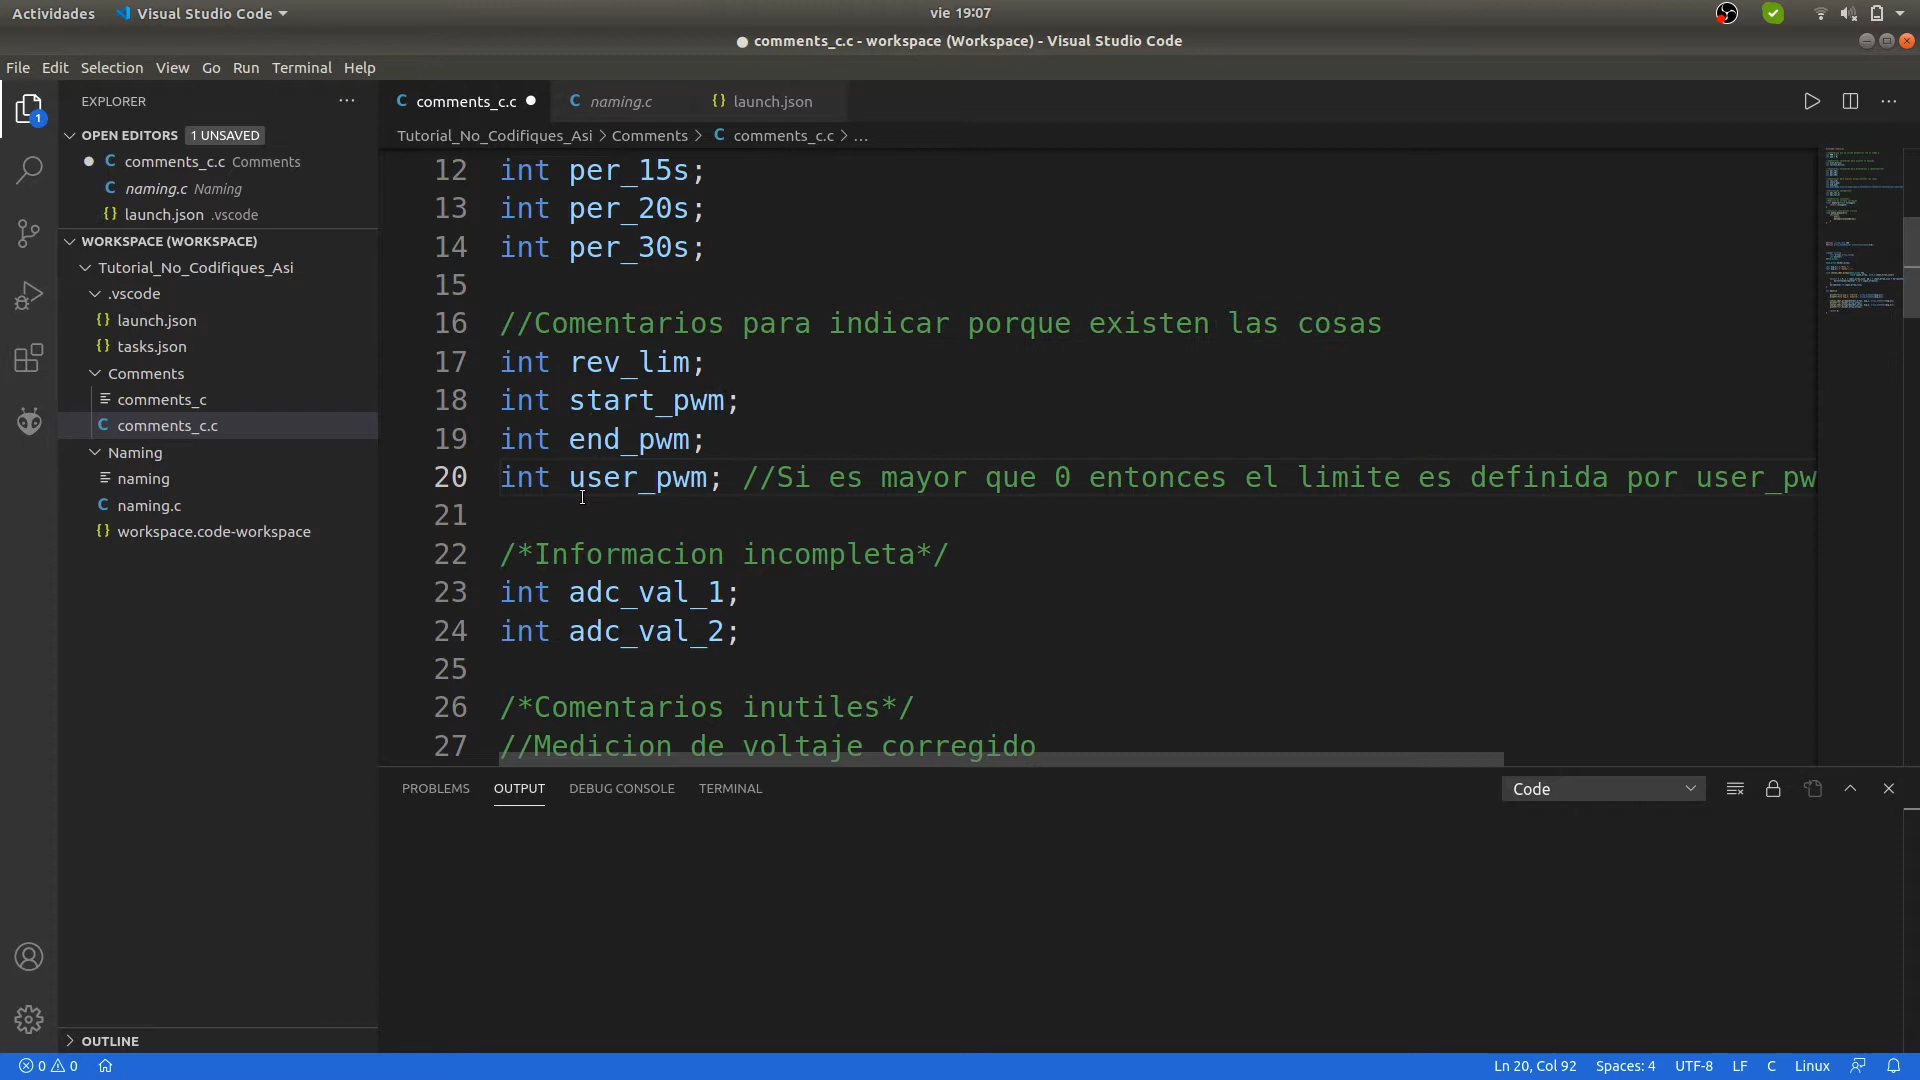 Actividades Visual Studio Code vie 19:07
● comments_c.c - workspace (Workspace) - Visual Studio Code
File Edit Selection View Go Run Terminal Help
EXPLORER
1
OPEN EDITORS 1 UNSAVED
comments_c.c Comments
naming.c Naming
launch.json .vscode
WORKSPACE (WORKSPACE)
Tutorial_No_Codifiques_Asi
.vscode
launch.json
tasks.json
Comments
comments_c
comments_c.c
Naming
naming
naming.c
workspace.code-workspace
OUTLINE
comments_c.c naming.c launch.json
Tutorial_No_Codifiques_Asi > Comments > comments_c.c > ...
12 int per_15s;
13 int per_20s;
14 int per_30s;
15
16 //Comentarios para indicar porque existen las cosas
17 int rev_lim;
18 int start_pwm;
19 int end_pwm;
20 int user_pwm; //Si es mayor que 0 entonces el limite es definida por user_pw
21
22 /*Informacion incompleta*/
23 int adc_val_1;
24 int adc_val_2;
25
26 /*Comentarios inutiles*/
27 //Medicion de voltaje corregido
PROBLEMS OUTPUT DEBUG CONSOLE TERMINAL Code
0 0 Ln 20, Col 92 Spaces: 4 UTF-8 LF C Linux